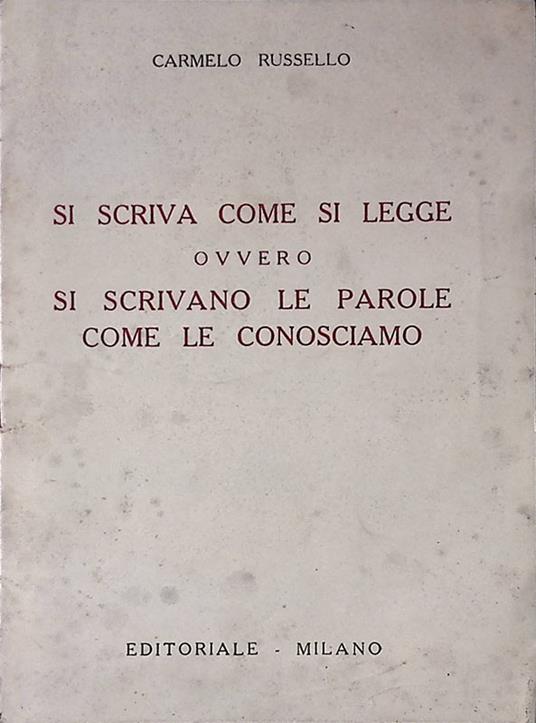 CARMELO RUSSELLO
SI SCRIVA COME SI LEGGE
OVVERO
SI SCRIVANO LE PAROLE
COME LE CONOSCIAMO
EDITORIALE - MILANO